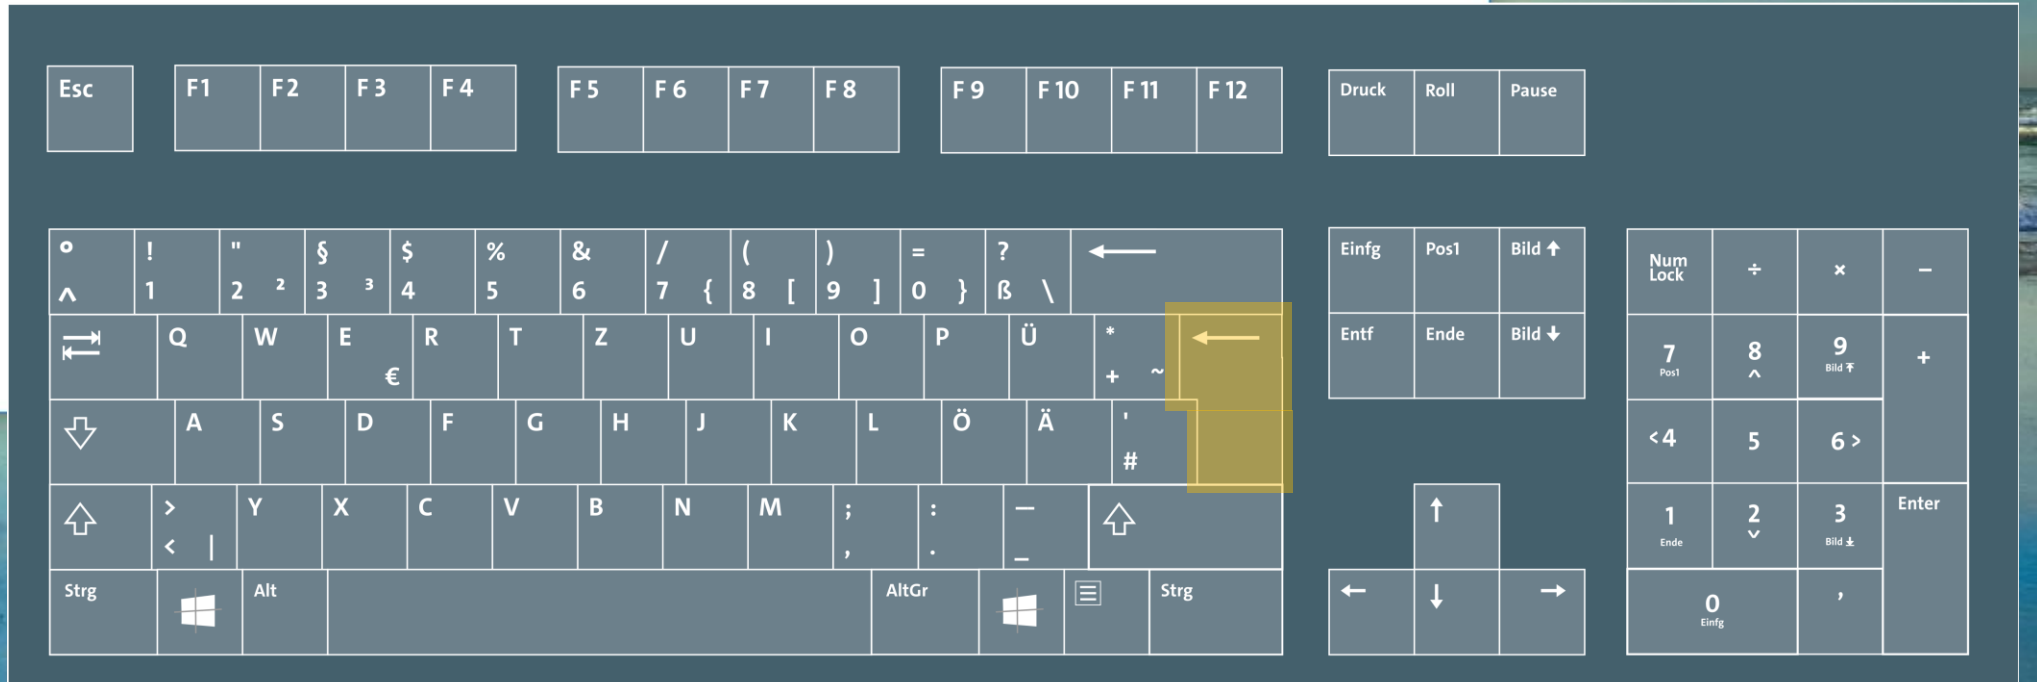 Esc F1 F2 F3 F4 F5 F6 F7 F8 F9 F10 F11 F12 Druck Roll Pause
° ! " § $ % & / ( ) = ? ←
^ 1 2 ² 3 ³ 4 5 6 7 { 8 [ 9 ] 0 } ß \
Einfg Pos1 Bild ↑
Num
Lock
÷ × −
Q W E R T Z U I O P Ü * ←
€ + ~
Entf Ende Bild ↓
7 8 9 +
Pos1 ^ Bild ↑
A S D F G H J K L Ö Ä '
#
<4 5 6>
> Y X C V B N M ; : —
< | , . _
↑
1 2 3 Enter
Ende ˅ Bild ↓
Strg Alt AltGr Strg
← ↓ →
0 ,
Einfg